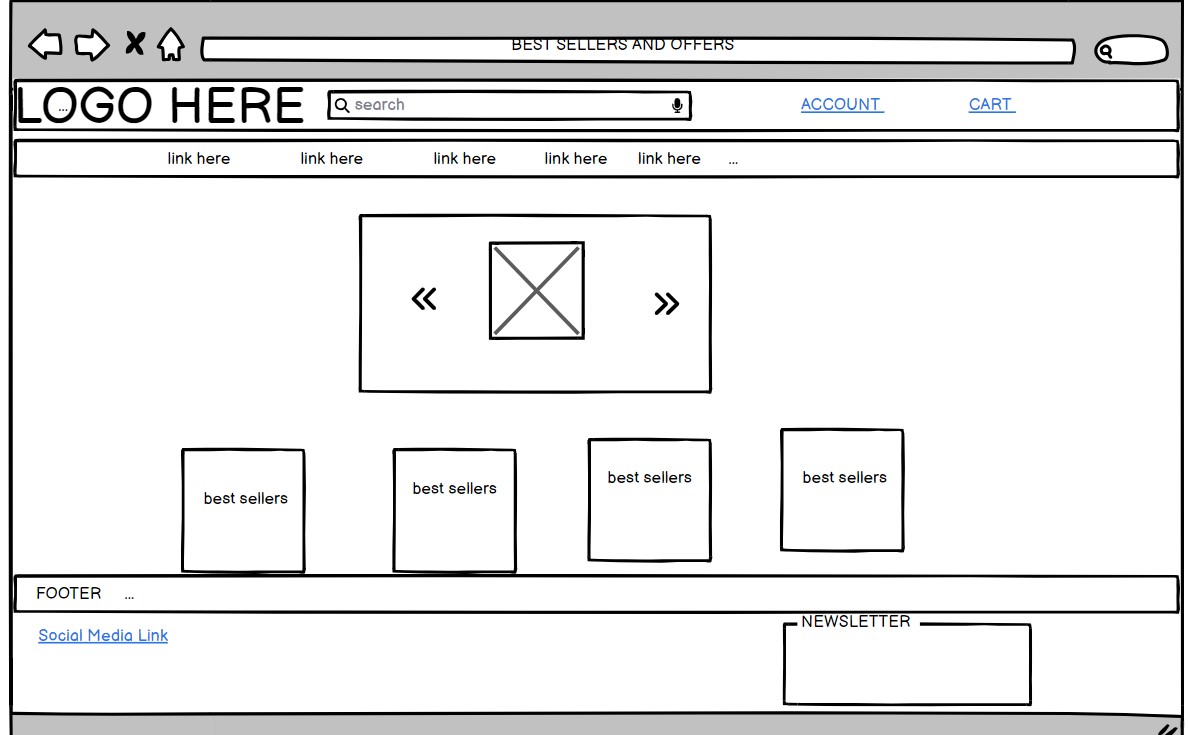 BEST SELLERS AND OFFERS
LOGO HERE
...
search
ACCOUNT
CART
link here link here link here link here link here ...
best sellers
best sellers
best sellers
best sellers
FOOTER ...
Social Media Link
NEWSLETTER